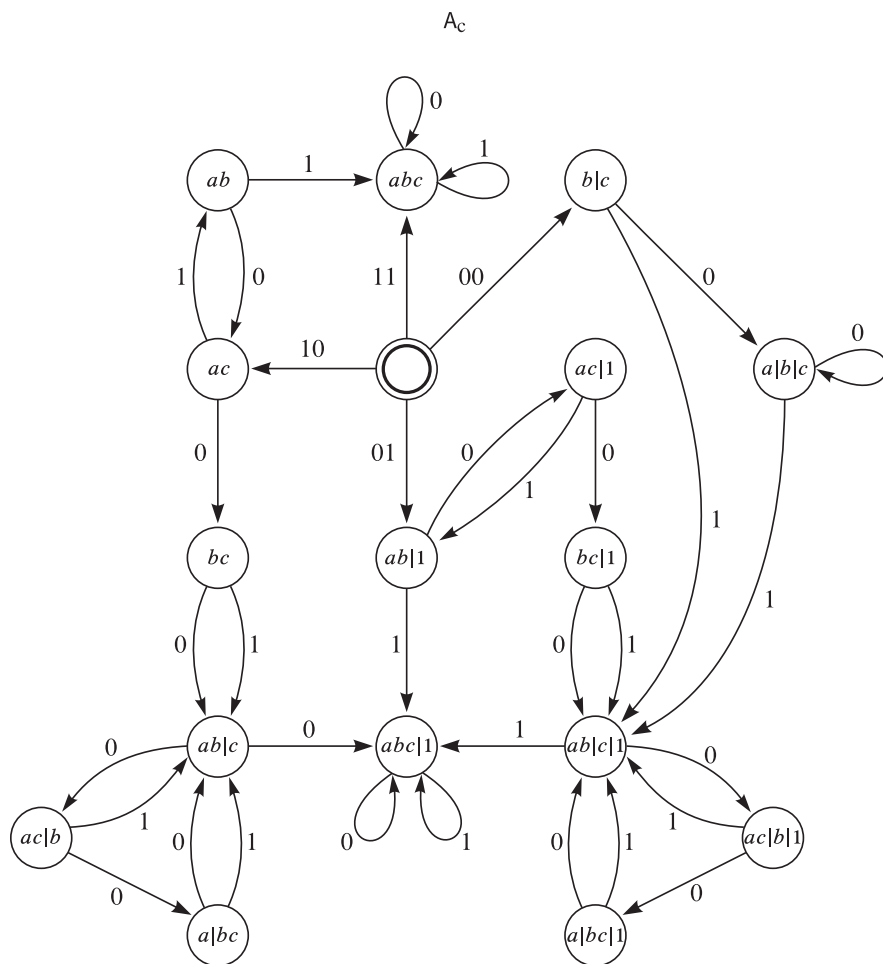 A_c
0
ab 1 abc 1 b|c
1 0 11 00 0
ac 10 ac|1 a|b|c 0
0 01 0 0
1
bc ab|1 bc|1 1
0 1 1 0 1 1
ab|c 0 abc|1 1 ab|c|1
0 0
ac|b 1 0 1 0 1 0 1 1 ac|b|1
0 0
a|bc a|bc|1